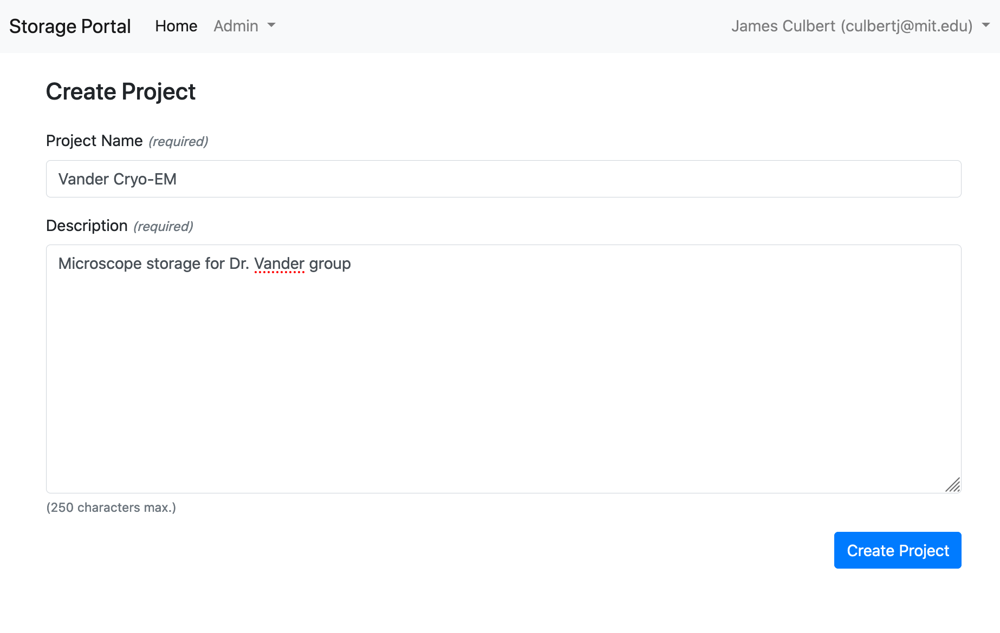 Storage Portal Home Admin James Culbert (culbertj@mit.edu)
Create Project
Project Name (required)
Vander Cryo-EM
Description (required)
Microscope storage for Dr. Vander group
(250 characters max.)
Create Project